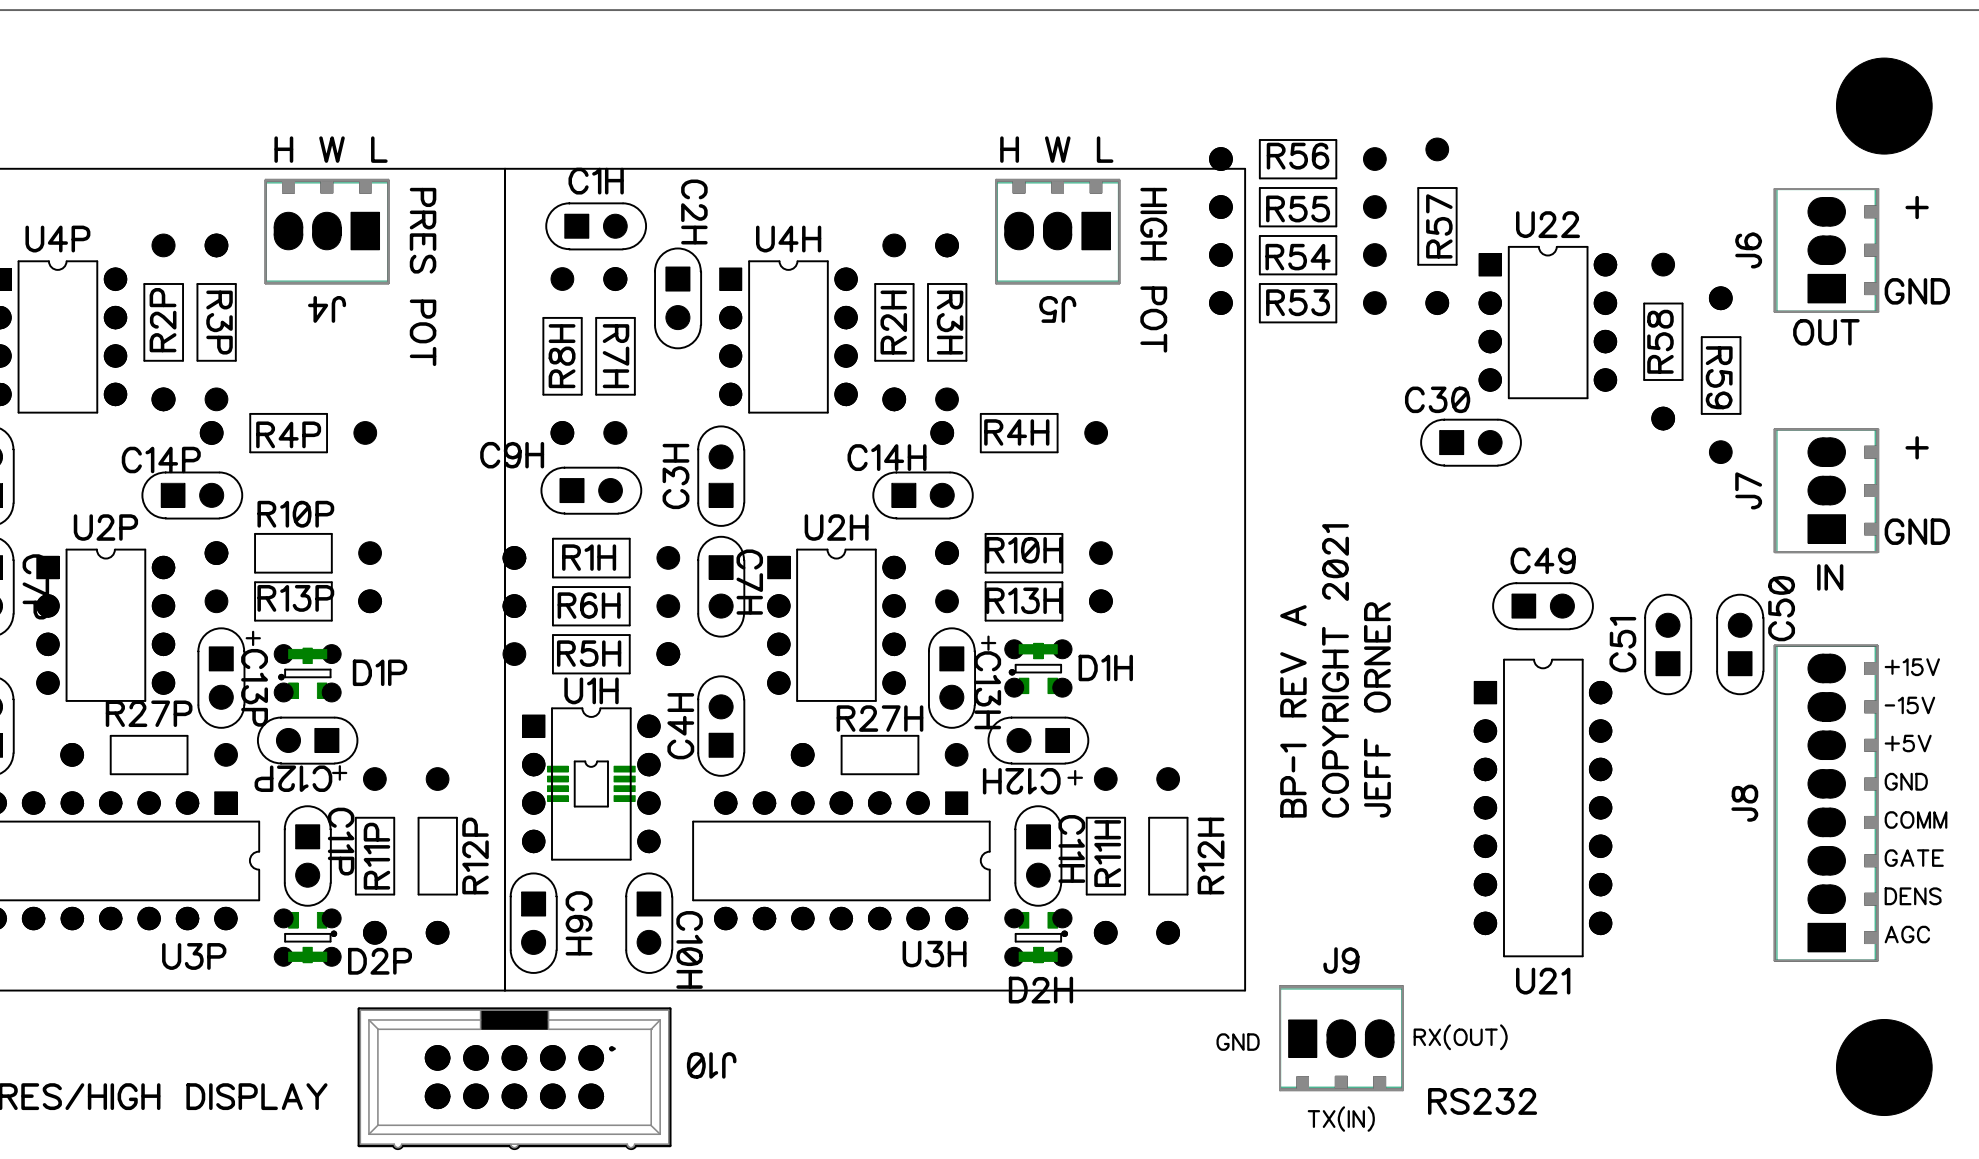 H W L
H W L
R56
C1H
PRES POT
C2H
HIGH POT
R55
R57
U4P
U4H
U22
J6
+
R54
GND
J4
J5
R53
OUT
R2P
R3P
R8H
R7H
R2H
R3H
R58
R59
C30
R4P
R4H
C14P
C9H
C3H
C14H
+
J7
R10P
U2P
U2H
GND
R1H
R10H
C49
IN
C7P
R13P
R6H
C7H
R13H
C51
C50
+
C13P
D1P
R5H
+
C13H
D1H
BP-1 REV A
COPYRIGHT 2021
JEFF ORNER
U1H
R27P
C4H
R27H
C12P
+
C12H
+
J8
+15V
-15V
+5V
GND
COMM
GATE
DENS
AGC
C11P
R11P
R12P
C11H
R11H
R12H
C6H
C10H
U3P
D2P
U3H
D2H
U21
J9
GND
RX(OUT)
J10
RES/HIGH DISPLAY
RS232
TX(IN)